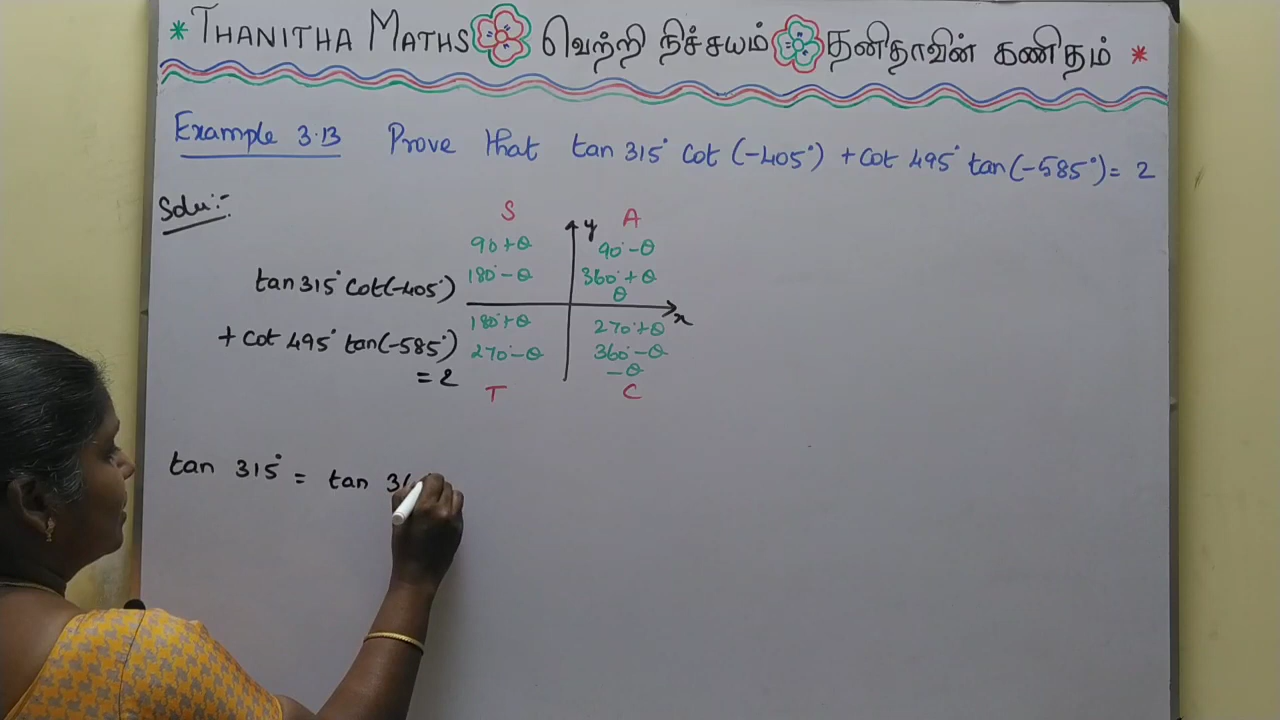 * THANITHA MATHS வெற்றி நிச்சயம் தனிதாவின் கணிதம் *
Example 3.13 Prove that tan 315° cot (-405°) + cot 495° tan (-585°) = 2
Solu:-
S A
y
90+θ 90°-θ
180°-θ 360°+θ
θ
x
180°+θ 270°+θ
270°-θ 360°-θ
-θ
T C
tan 315° cot(-405°)
+ cot 495° tan(-585°)
= 2
tan 315° = tan